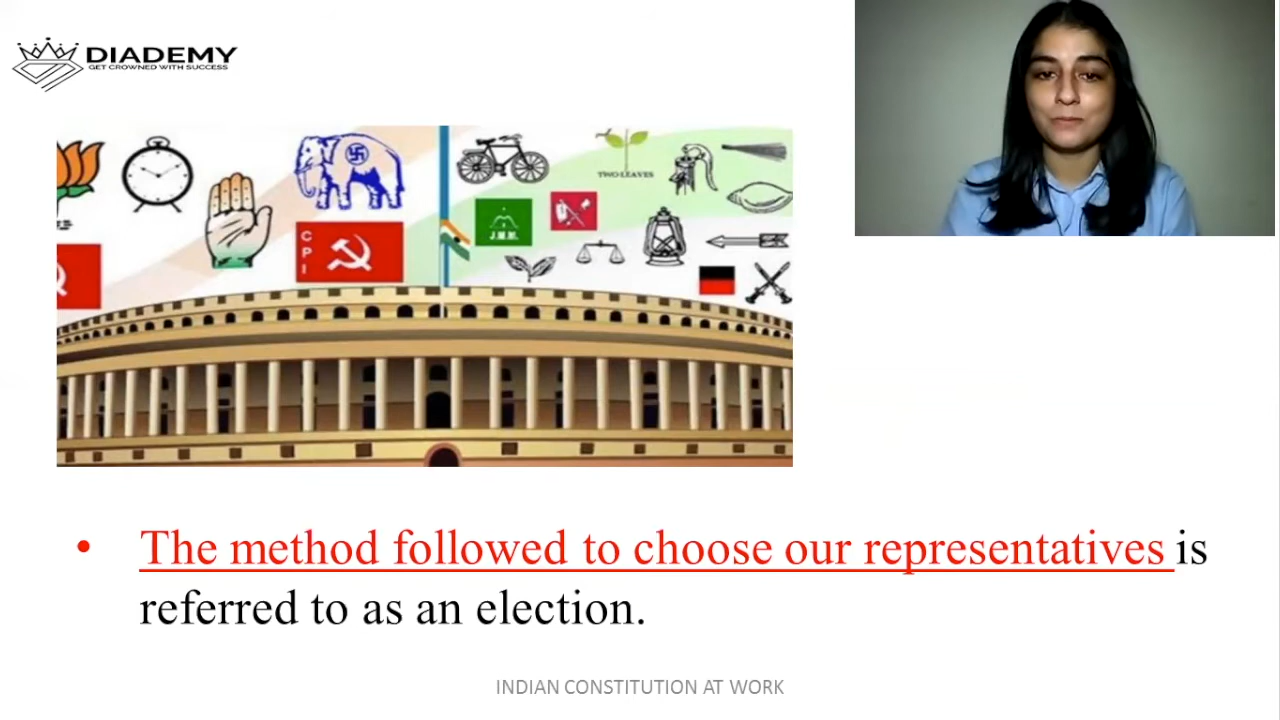 DIADEMY
GET CROWNED WITH SUCCESS
TWO LEAVES
J.M.M.
C
P
I
• The method followed to choose our representatives is
referred to as an election.
INDIAN CONSTITUTION AT WORK